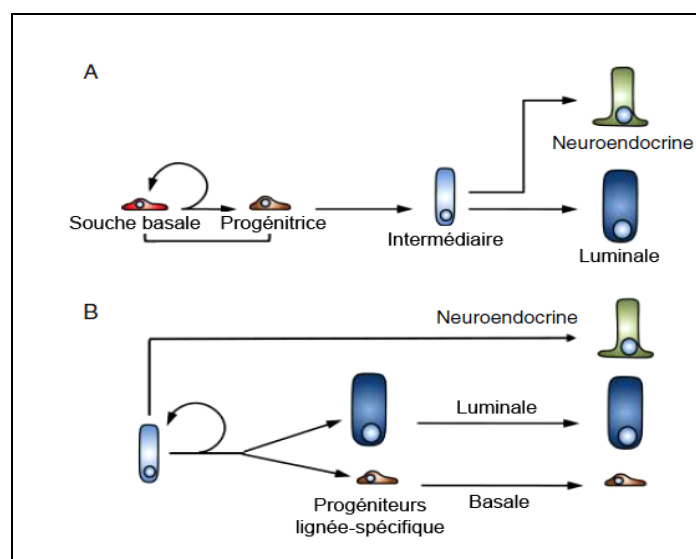 A
Neuroendocrine
Souche basale
Progénitrice
Intermédiaire
Luminale
B
Neuroendocrine
Luminale
Progéniteurs
lignée-spécifique
Basale